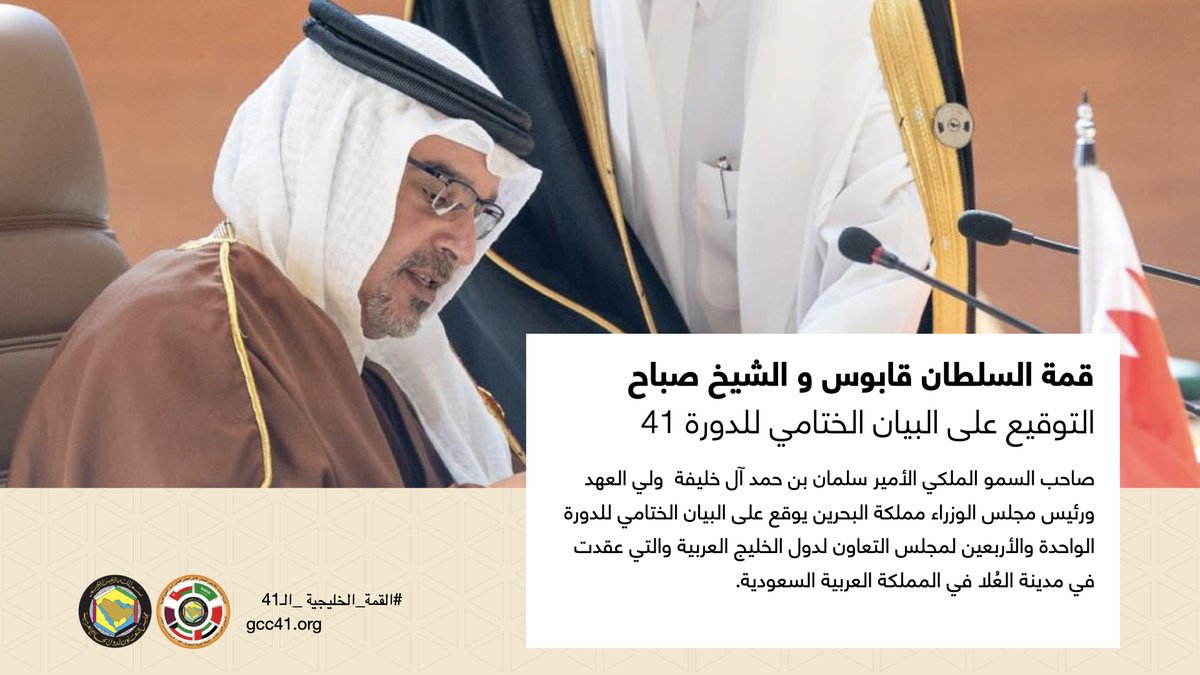 قمة السلطان قابوس و الشيخ صباح
التوقيع على البيان الختامي للدورة 41
صاحب السمو الملكي الأمير سلمان بن حمد آل خليفة ولي العهد
ورئيس مجلس الوزراء مملكة البحرين يوقع على البيان الختامي للدورة
الواحدة والأربعين لمجلس التعاون لدول الخليج العربية والتي عقدت
في مدينة العُلا في المملكة العربية السعودية.
#القمة_الخليجية _الـ41
gcc41.org